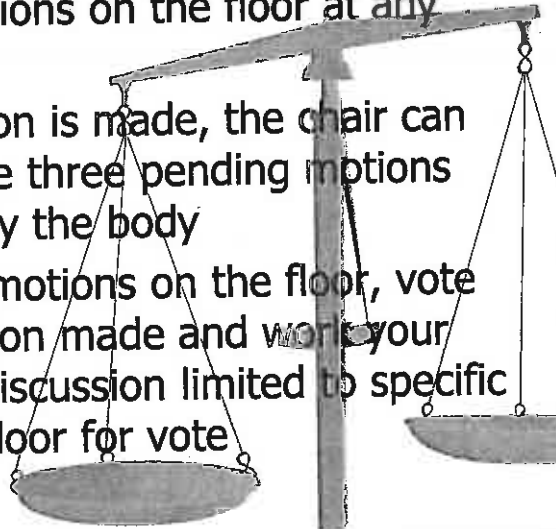 ions on the floor at any
on is made, the chair can
e three pending motions
y the body
motions on the floor, vote
on made and work your
iscussion limited to specific
loor for vote